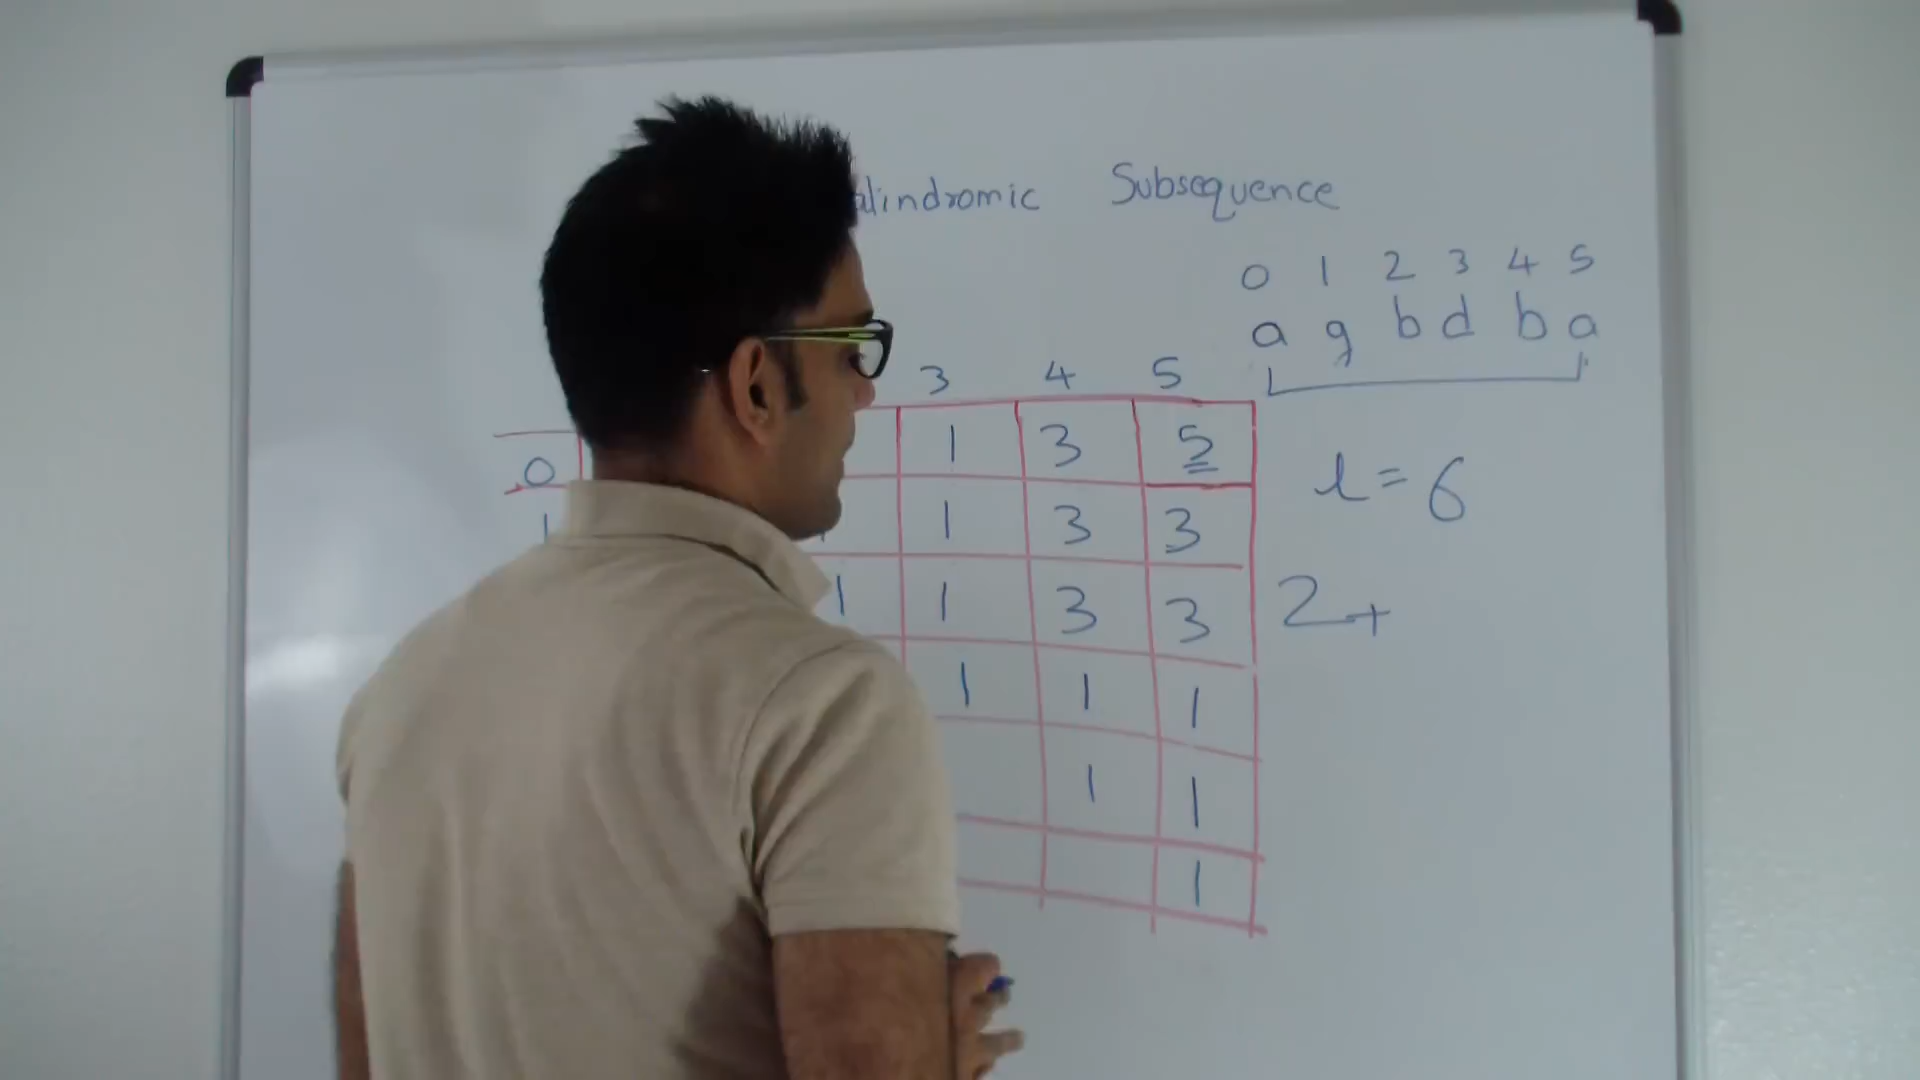 alindromic Subsequence
0 1 2 3 4 5
a g b d b a
3 4 5
0 1 3 5
l = 6
1 1 3 3
1 1 3 3
2+
1 1 1
1 1
1